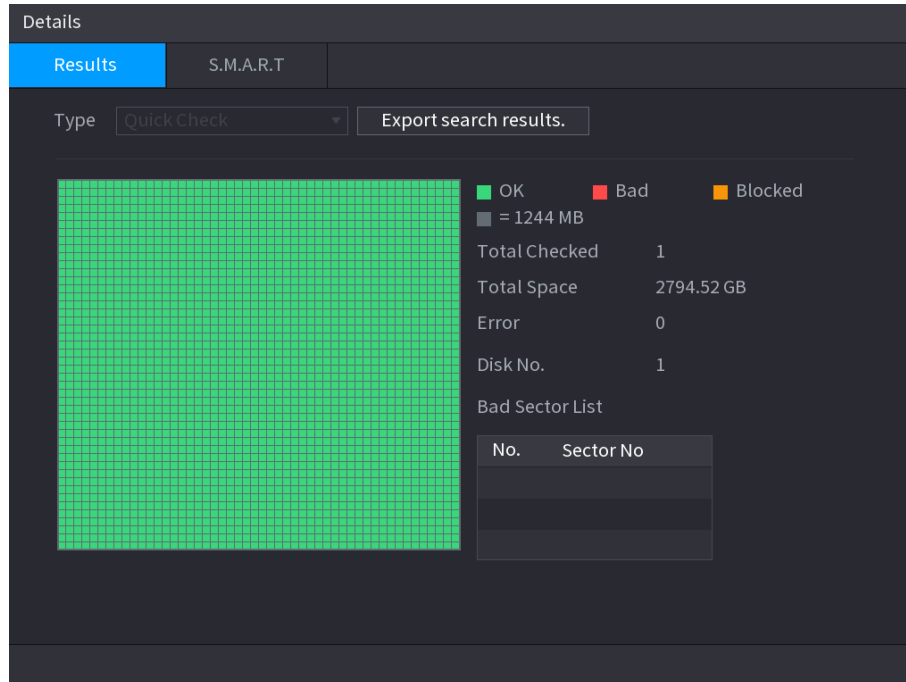 Details
Results S.M.A.R.T
Type Quick Check Export search results.
OK Bad Blocked
= 1244 MB
Total Checked 1
Total Space 2794.52 GB
Error 0
Disk No. 1
Bad Sector List
No. Sector No